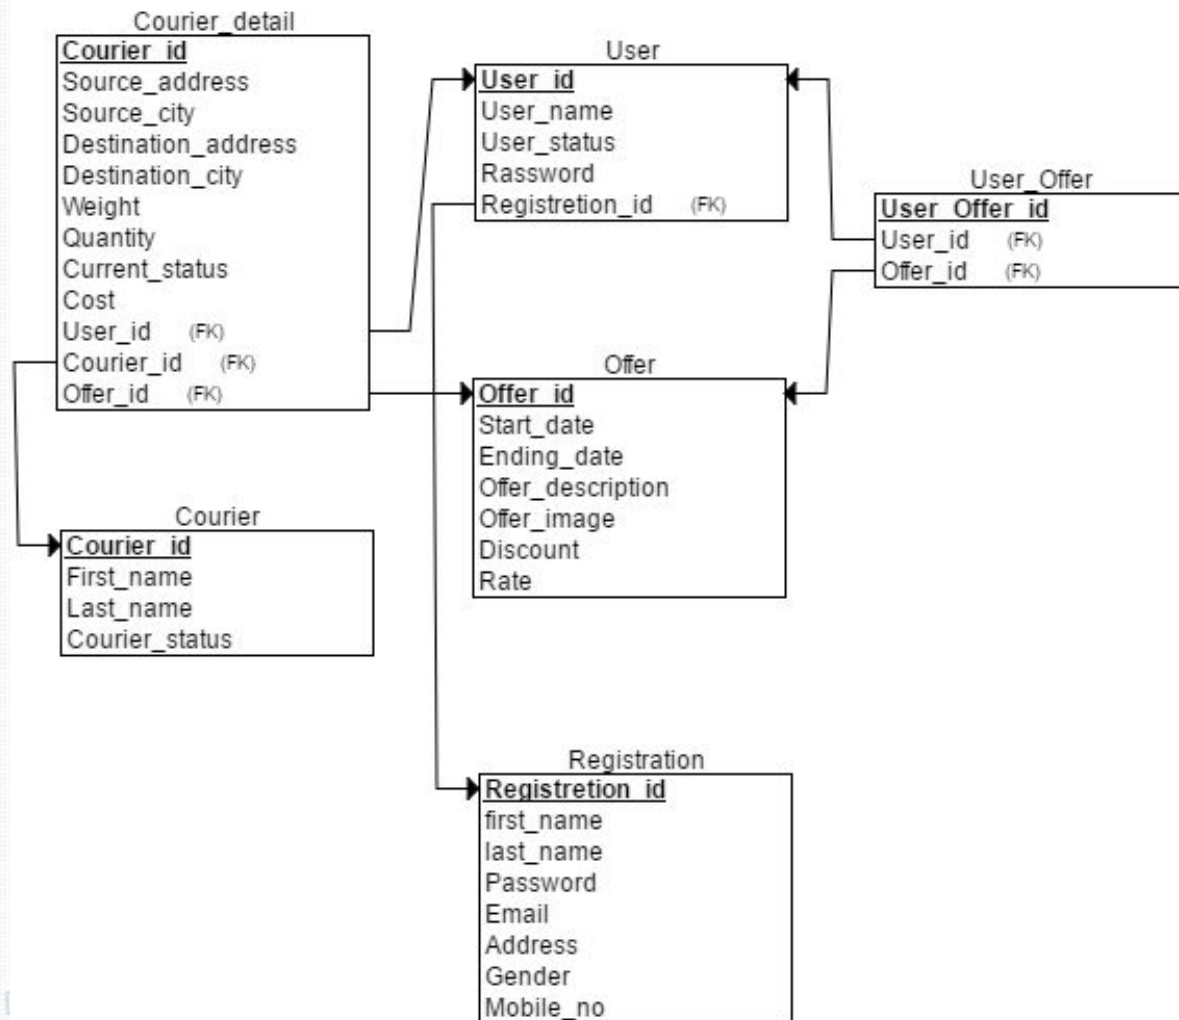 Courier_detail
Courier_id
Source_address
Source_city
Destination_address
Destination_city
Weight
Quantity
Current_status
Cost
User_id (FK)
Courier_id (FK)
Offer_id (FK)
User
User_id
User_name
User_status
Rassword
Registretion_id (FK)
User_Offer
User_Offer_id
User_id (FK)
Offer_id (FK)
Offer
Offer_id
Start_date
Ending_date
Offer_description
Offer_image
Discount
Rate
Courier
Courier_id
First_name
Last_name
Courier_status
Registration
Registretion_id
first_name
last_name
Password
Email
Address
Gender
Mobile_no